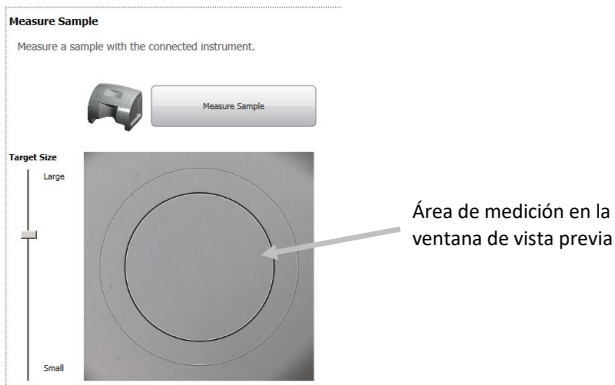 Measure Sample
Measure a sample with the connected instrument.
Measure Sample
Target Size
Large
Área de medición en la
ventana de vista previa
Small